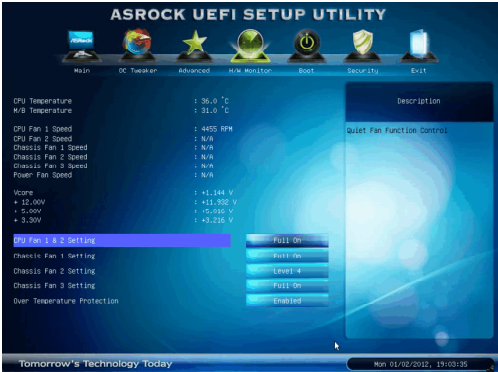 ASROCK UEFI SETUP UTILITY
ASRock
Main OC Tweaker Advanced H/W Monitor Boot Security Exit
CPU Temperature : 36.0 °C
M/B Temperature : 31.0 °C
CPU Fan 1 Speed : 4455 RPM
CPU Fan 2 Speed : N/A
Chassis Fan 1 Speed : N/A
Chassis Fan 2 Speed : N/A
Chassis Fan 3 Speed : N/A
Power Fan Speed : N/A
Vcore : +1.144 V
+ 12.00V : +11.932 V
+ 5.00V : +5.016 V
+ 3.30V : +3.216 V
CPU Fan 1 & 2 Setting Full On
Chassis Fan 1 Setting Full On
Chassis Fan 2 Setting Level 4
Chassis Fan 3 Setting Full On
Over Temperature Protection Enabled
Description
Quiet Fan Function Control
Tomorrow's Technology Today
Mon 01/02/2012, 19:03:35